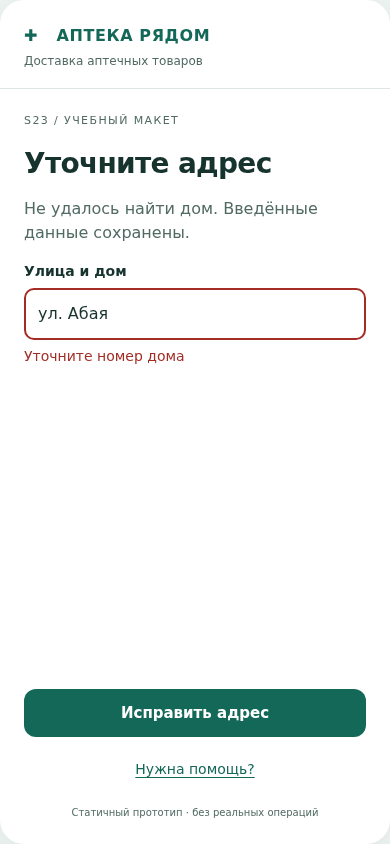 ✚ АПТЕКА РЯДОМ
Доставка аптечных товаров
S23 / УЧЕБНЫЙ МАКЕТ
Уточните адрес
Не удалось найти дом. Введённые
данные сохранены.
Улица и дом
ул. Абая
Уточните номер дома
Исправить адрес
Нужна помощь?
Статичный прототип · без реальных операций